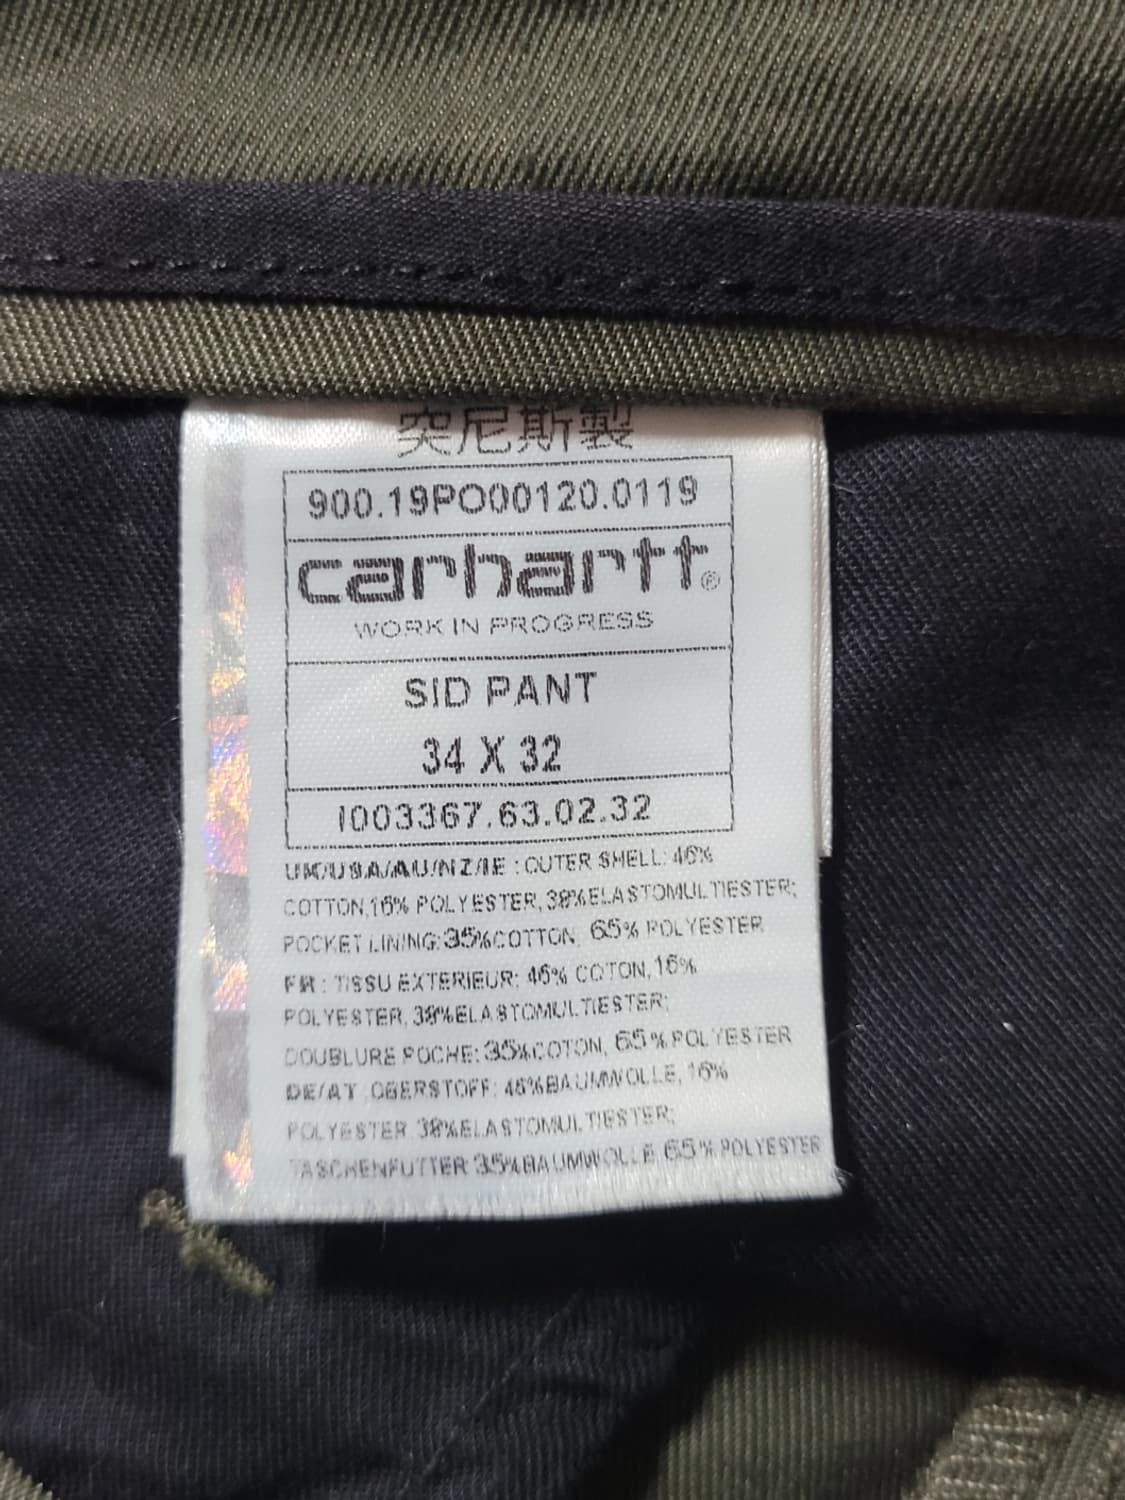 突尼斯製
900.19PO00120.0119
carhartt®
WORK IN PROGRESS
SID PANT
34 X 32
I003367.63.02.32
UK/USA/AU/NZ/IE : OUTER SHELL: 46%
COTTON,16% POLYESTER,38%ELASTOMULTIESTER;
POCKET LINING:35%COTTON, 65% POLYESTER
FR : TISSU EXTERIEUR: 46% COTON,16%
POLYESTER, 38%ELASTOMULTIESTER;
DOUBLURE POCHE: 35%COTON, 65% POLYESTER
DE/AT :OBERSTOFF: 46%BAUMWOLLE, 16%
POLYESTER 38%ELASTOMULTIESTER;
TASCHENFUTTER 35%BAUMWOLLE, 65% POLYESTER